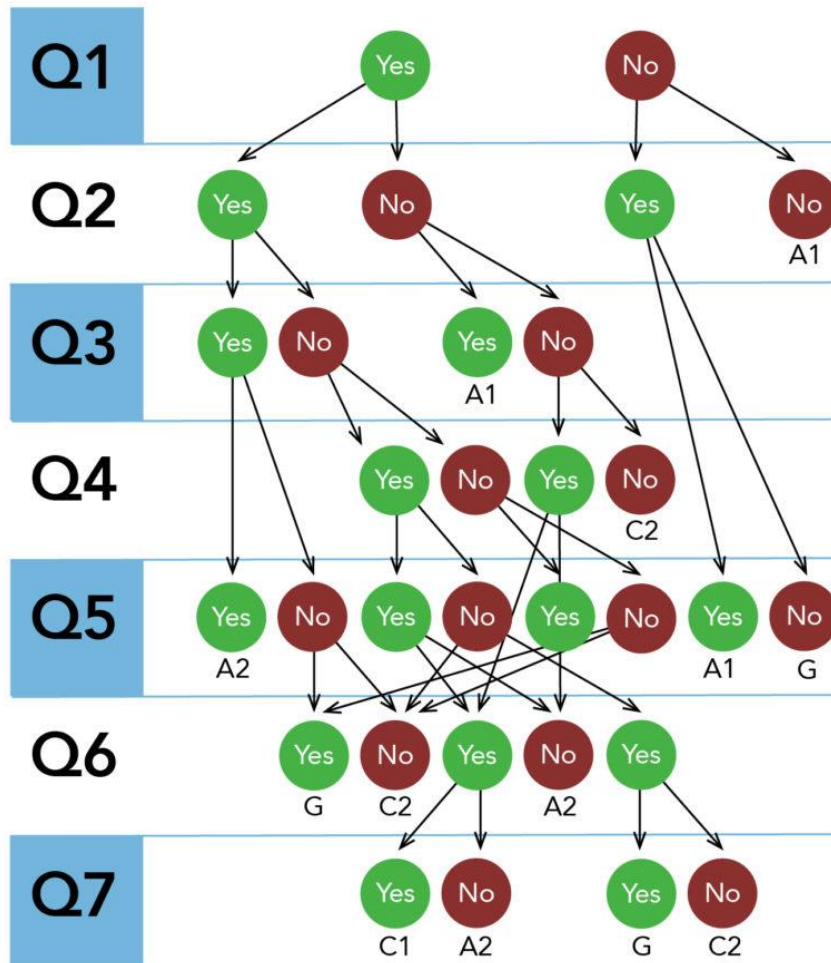 Q1
Yes No
Q2
Yes No Yes No
A1
Q3
Yes No Yes No
A1
Q4
Yes No Yes No
C2
Q5
Yes No Yes No Yes No Yes No
A2 A1 G
Q6
Yes No Yes No Yes
G C2 A2
Q7
Yes No Yes No
C1 A2 G C2